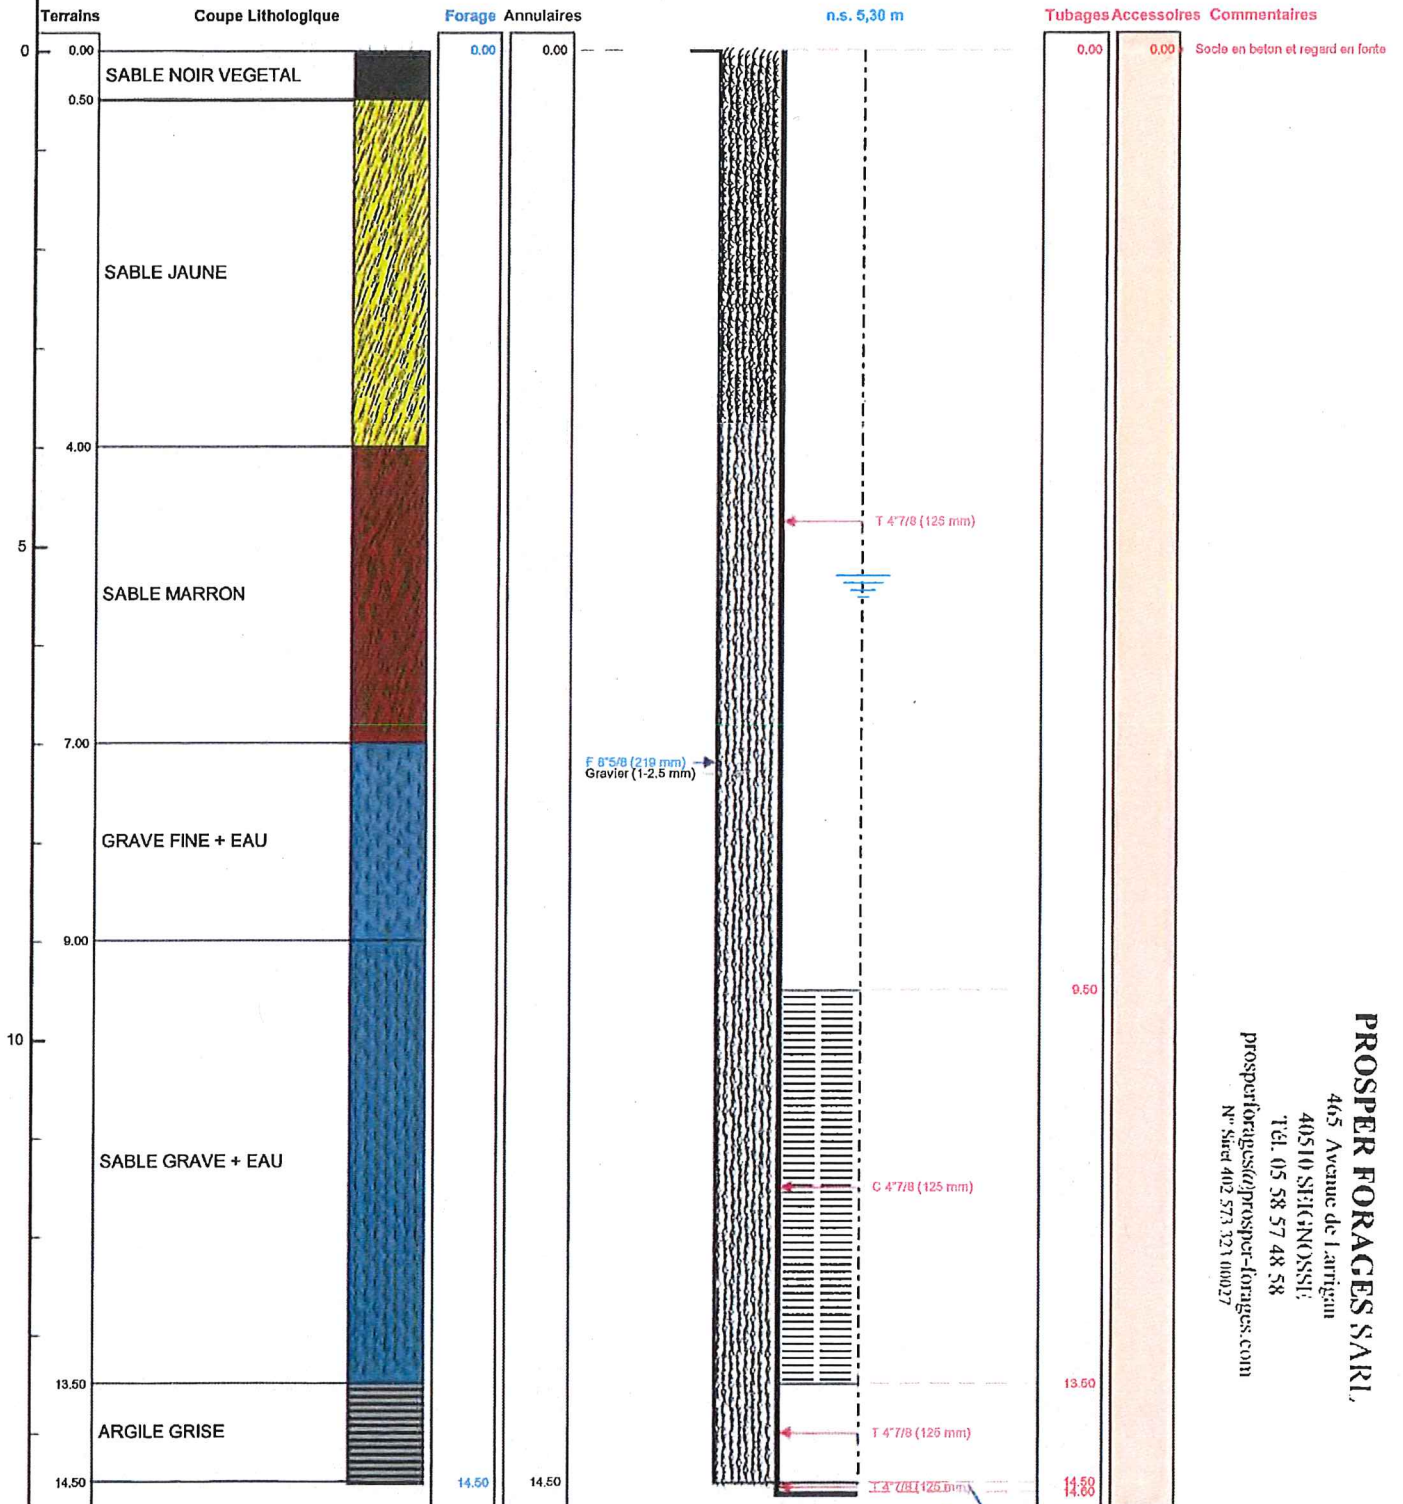 Terrains Coupe Lithologique Forage Annulaires n.s. 5,30 m Tubages Accessoires Commentaires
0 0.00 0.00 0.00 0.00 0.00 Socle en beton et regard en fonte
SABLE NOIR VEGETAL
0.50
SABLE JAUNE
4.00
T 4"7/8 (125 mm)
5
SABLE MARRON
7.00
F 8"5/8 (219 mm)
Gravier (1-2.5 mm)
GRAVE FINE + EAU
9.00
9.50
10
SABLE GRAVE + EAU
C 4"7/8 (125 mm)
13.50 13.50
ARGILE GRISE
T 4"7/8 (125 mm)
14.50 14.50 14.50 14.50
T 4"7/8 (125 mm) 14.60
PROSPER FORAGES SARL
465 Avenue de Larrigan
40510 SEIGNOSSE
Tél. 05 58 57 48 58
prosperforages@prosper-forages.com
N° Siret 402 573 323 00027